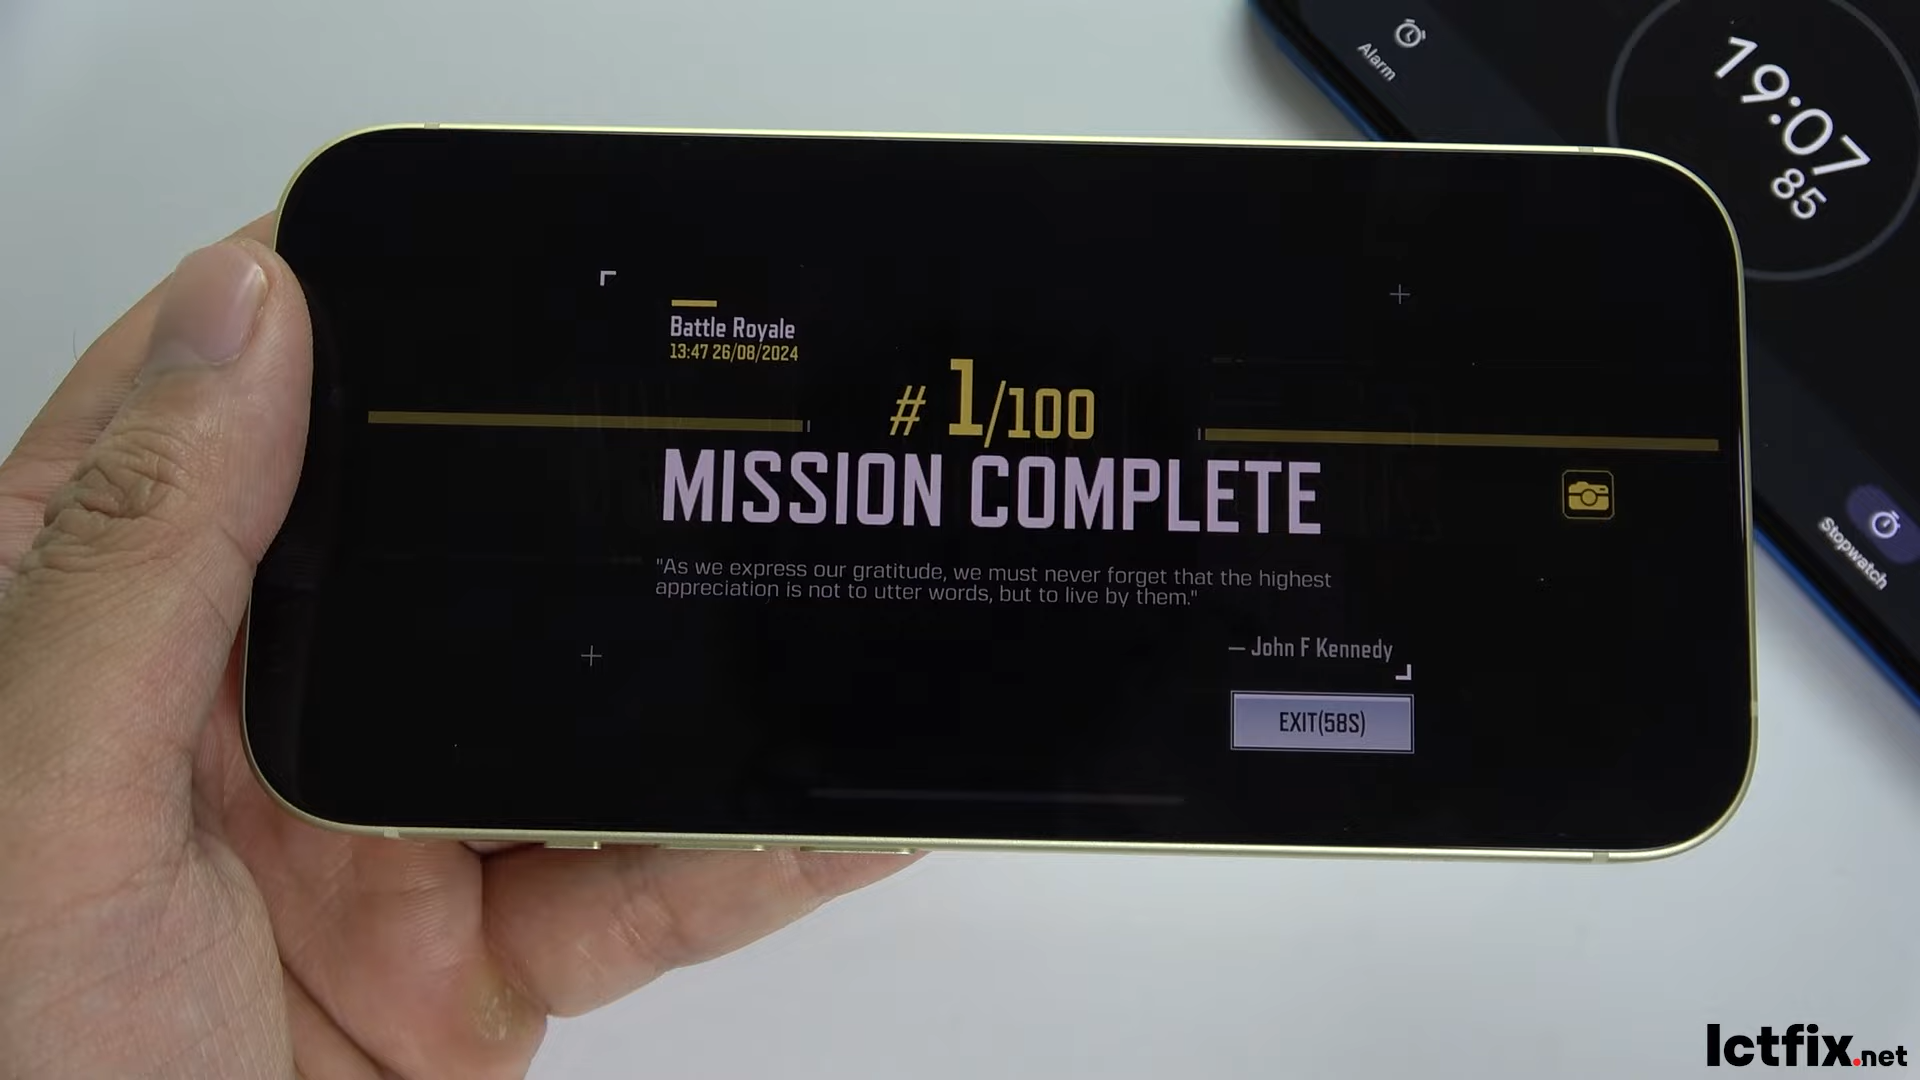 Alarm
19:07
85
Stopwatch
Battle Royale
13:47 26/08/2024
# 1/100
MISSION COMPLETE
"As we express our gratitude, we must never forget that the highest
appreciation is not to utter words, but to live by them."
— John F Kennedy
EXIT(58S)
Ictfix.net